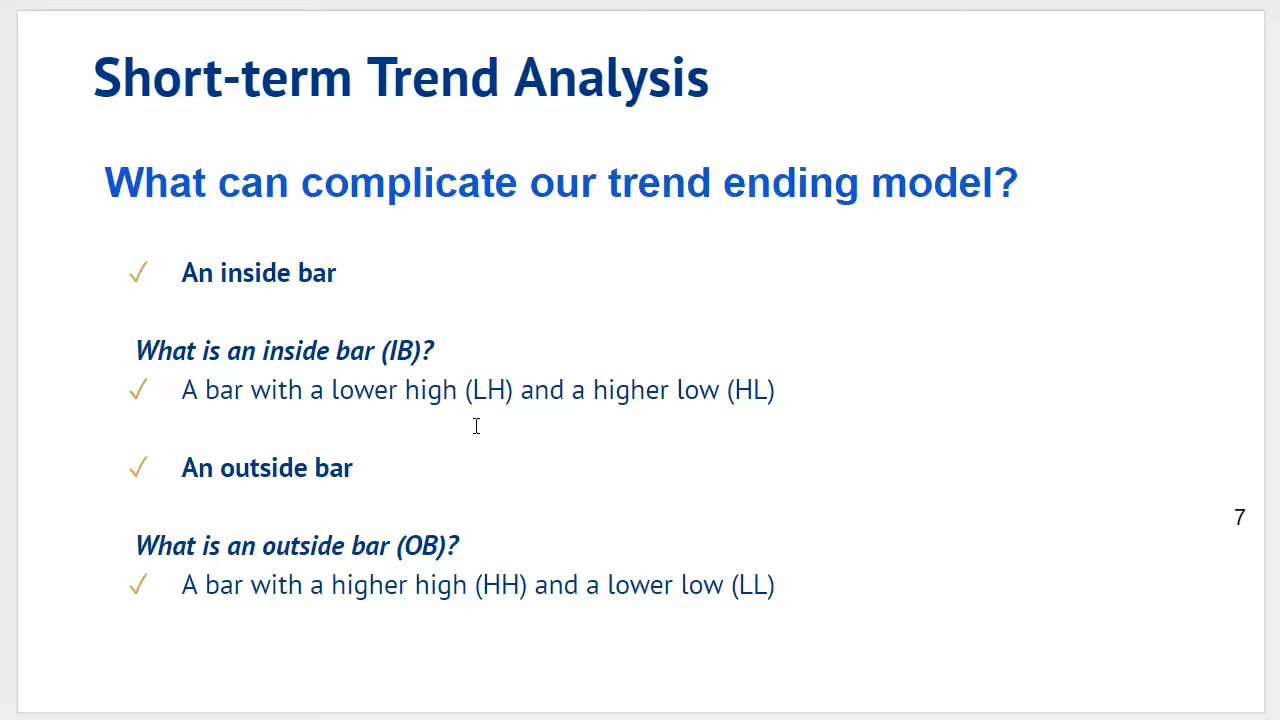 Short-term Trend Analysis
What can complicate our trend ending model?
✓ An inside bar
What is an inside bar (IB)?
✓ A bar with a lower high (LH) and a higher low (HL)
✓ An outside bar
7
What is an outside bar (OB)?
✓ A bar with a higher high (HH) and a lower low (LL)